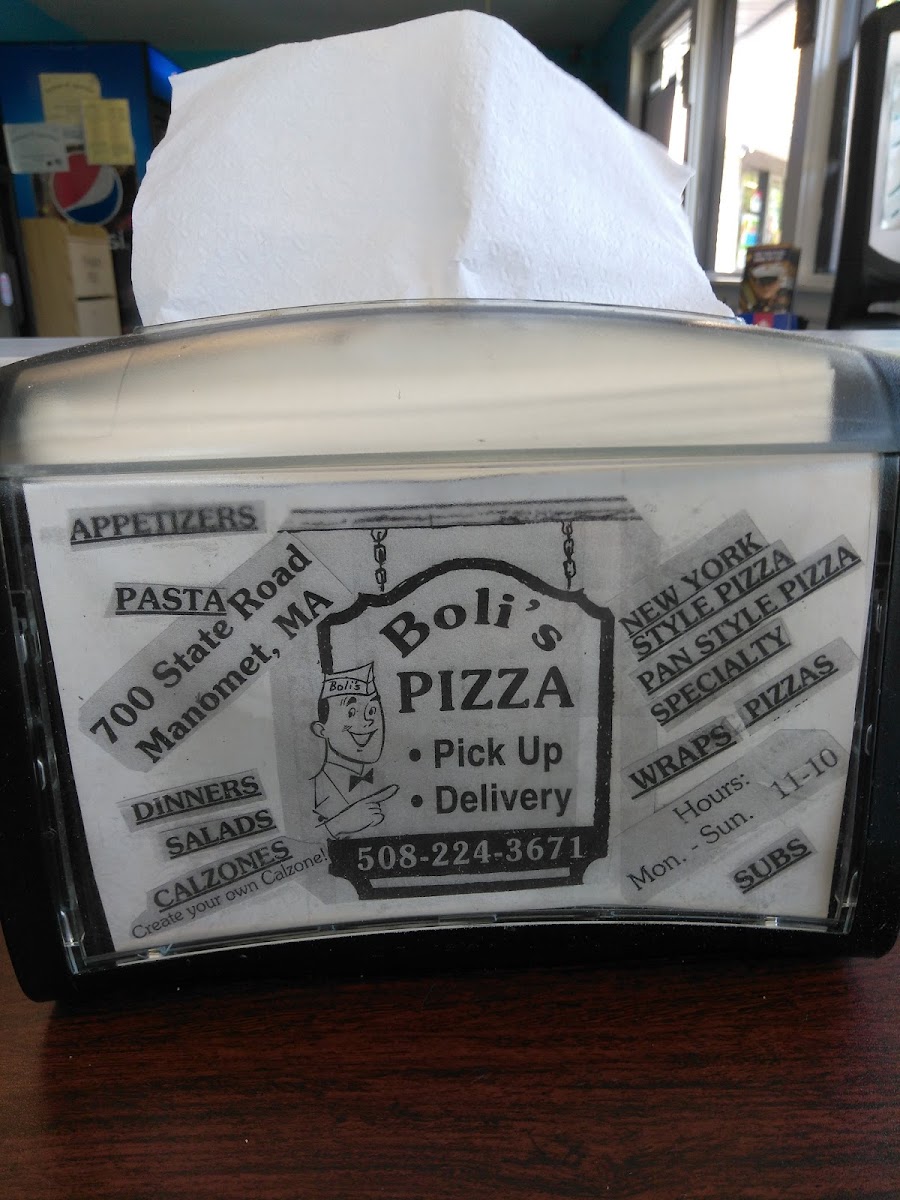 APPETIZERS
PASTA
700 State Road
Manomet, MA
DINNERS
SALADS
CALZONES
Create your own Calzone!
Boli's
PIZZA
Boli's
• Pick Up
• Delivery
508-224-3671
NEW YORK
STYLE PIZZA
PAN STYLE PIZZA
SPECIALTY
PIZZAS
WRAPS
Hours:
Mon. - Sun. 11-10
SUBS